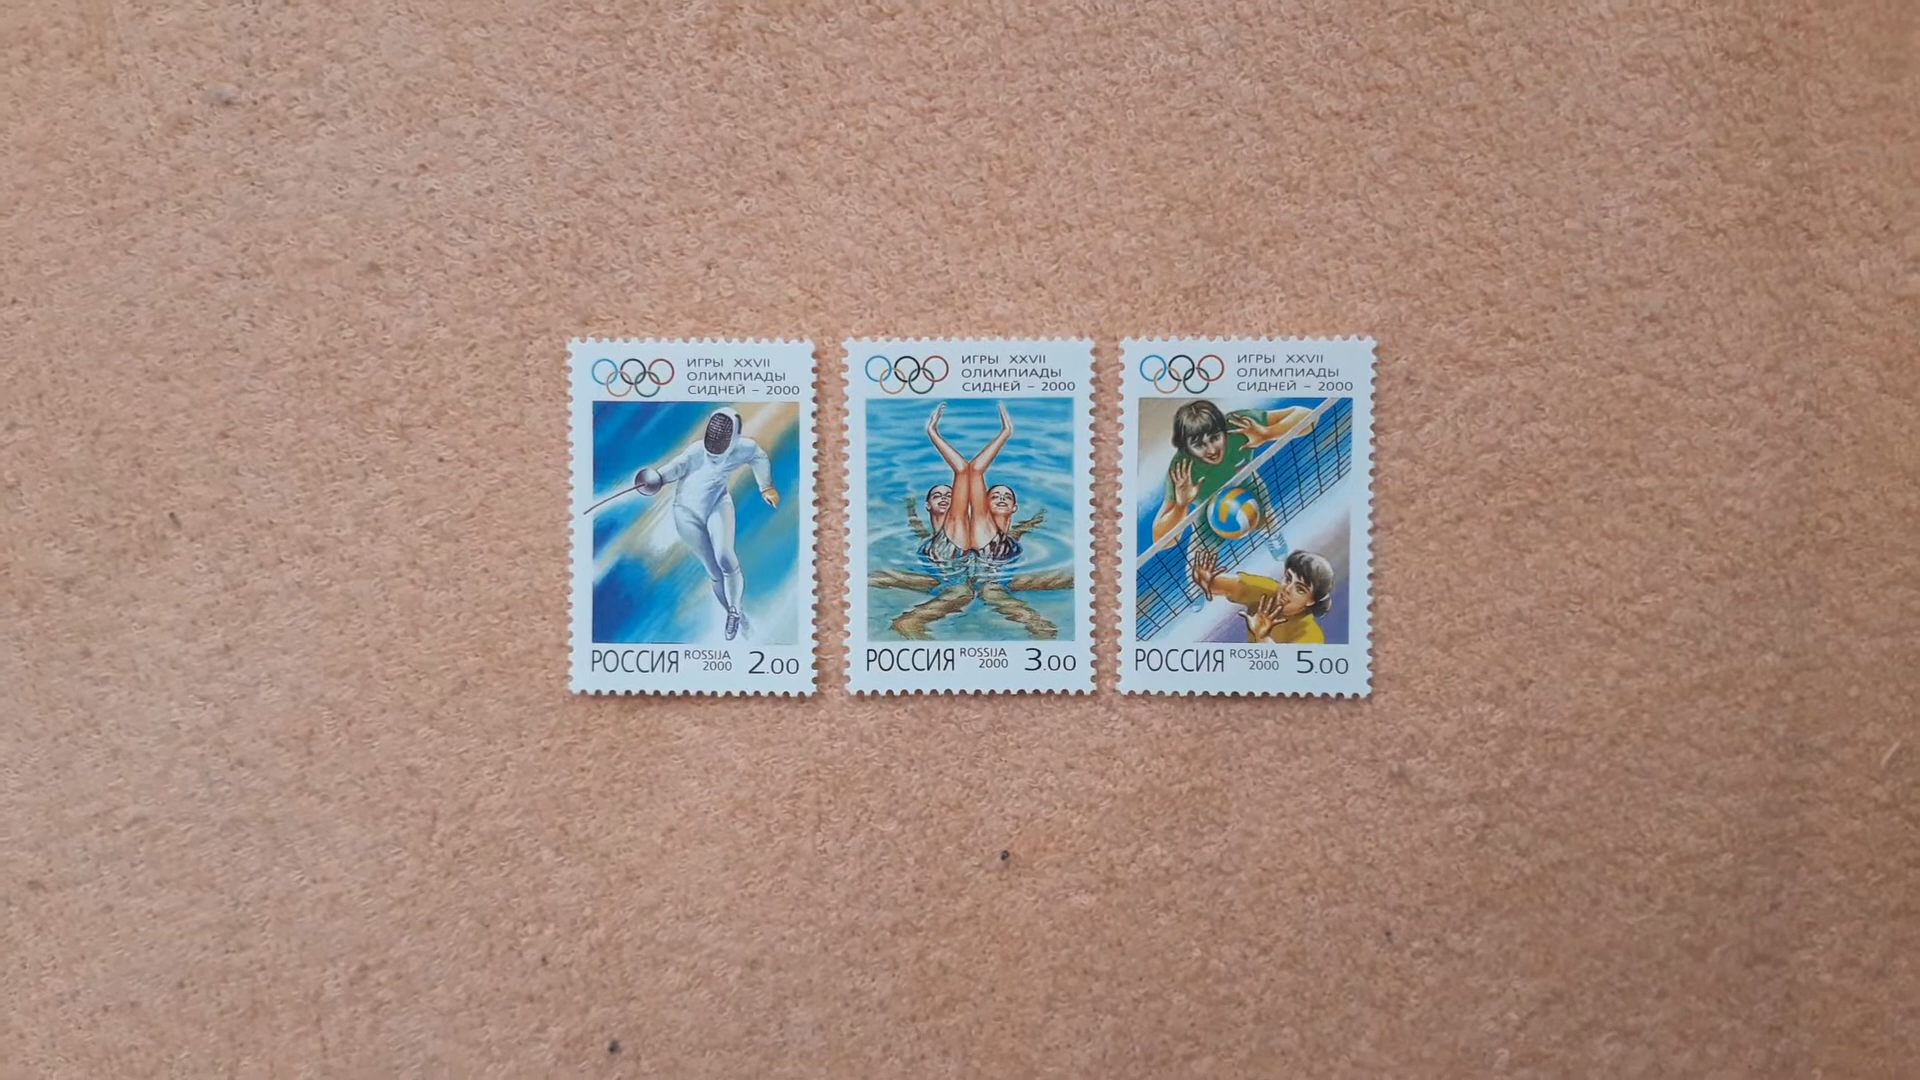 ИГРЫ XXVII
ОЛИМПИАДЫ
СИДНЕЙ – 2000
РОССИЯ
ROSSIJA
2000
2.00
ИГРЫ XXVII
ОЛИМПИАДЫ
СИДНЕЙ – 2000
РОССИЯ
ROSSIJA
2000
3.00
ИГРЫ XXVII
ОЛИМПИАДЫ
СИДНЕЙ – 2000
РОССИЯ
ROSSIJA
2000
5.00